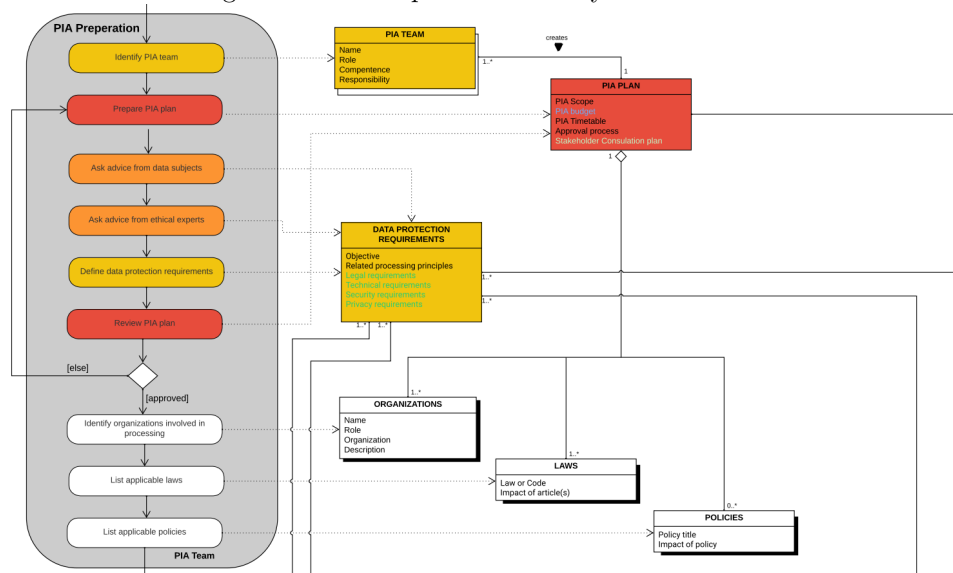 PIA Preperation
Identify PIA team
Prepare PIA plan
Ask advice from data subjects
Ask advice from ethical experts
Define data protection requirements
Review PIA plan
[else]
[approved]
Identify organizations involved in
processing
List applicable laws
List applicable policies
PIA Team
PIA TEAM
Name
Role
Compentence
Responsibility
1..*
creates
1
PIA PLAN
PIA Scope
PIA budget
PIA Timetable
Approval process
Stakeholder Consulation plan
1
DATA PROTECTION
REQUIREMENTS
Objective
Related processing principles
Legal requirements
Technical requirements
Security requirements
Privacy requirements
1..*
1..*
1..*
1..*
1..*
ORGANIZATIONS
Name
Role
Organization
Description
1..*
LAWS
Law or Code
Impact of article(s)
0..*
POLICIES
Policy title
Impact of policy